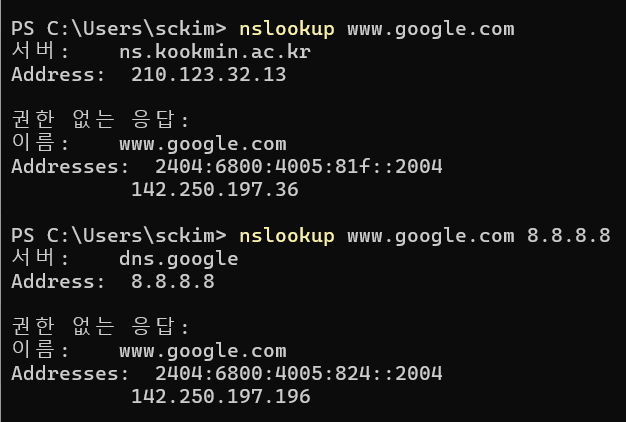 PS C:\Users\sckim> nslookup www.google.com
서버:    ns.kookmin.ac.kr
Address:  210.123.32.13

권한 없는 응답:
이름:    www.google.com
Addresses:  2404:6800:4005:81f::2004
          142.250.197.36

PS C:\Users\sckim> nslookup www.google.com 8.8.8.8
서버:    dns.google
Address:  8.8.8.8

권한 없는 응답:
이름:    www.google.com
Addresses:  2404:6800:4005:824::2004
          142.250.197.196